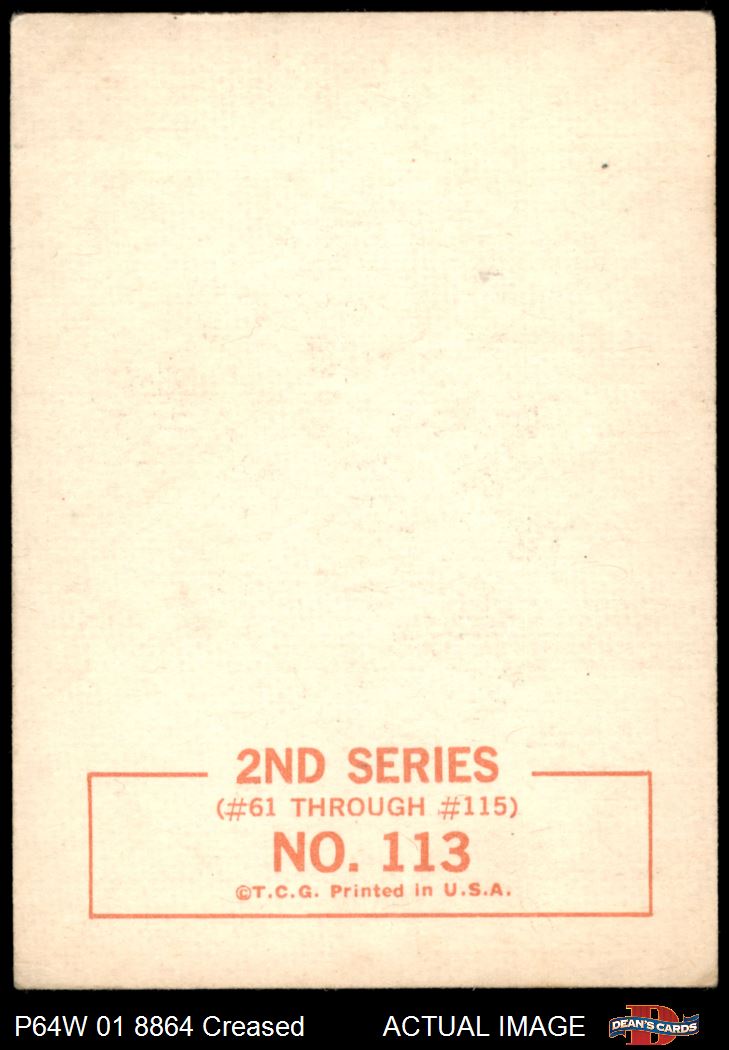 2ND SERIES
(#61 THROUGH #115)
NO. 113
©T.C.G. Printed in U.S.A.
P64W 01 8864 Creased ACTUAL IMAGE DEAN'S CARDS